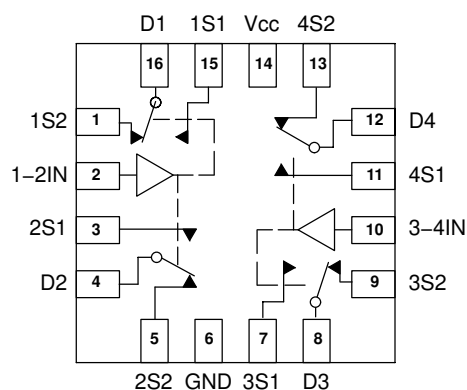 D1 1S1 Vcc 4S2
16 15 14 13
1S2 1 12 D4
1−2IN 2 11 4S1
2S1 3 10 3−4IN
D2 4 9 3S2
5 6 7 8
2S2 GND 3S1 D3